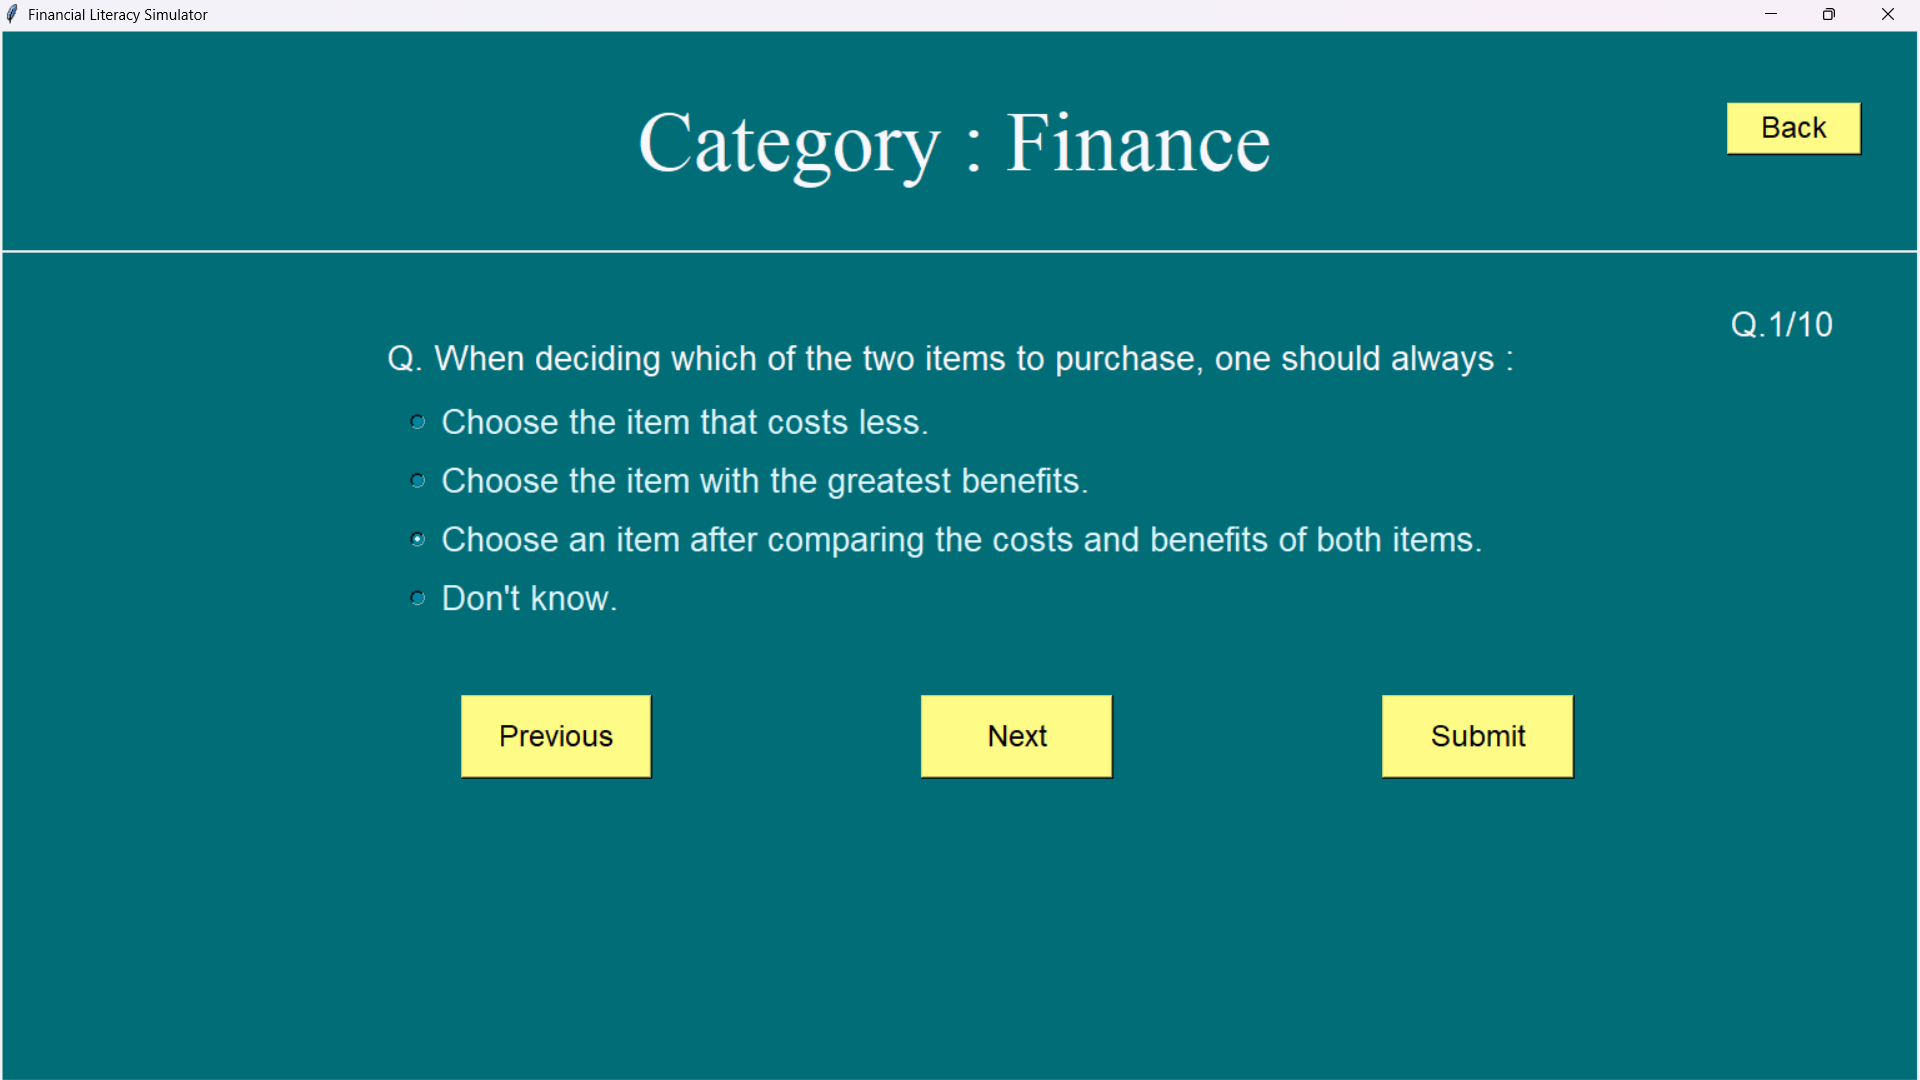 Financial Literacy Simulator
Category : Finance
Back
Q.1/10
Q. When deciding which of the two items to purchase, one should always :
Choose the item that costs less.
Choose the item with the greatest benefits.
Choose an item after comparing the costs and benefits of both items.
Don't know.
Previous
Next
Submit